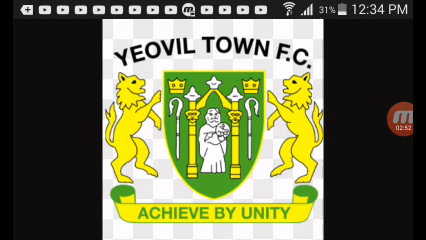 31% 12:34 PM
YEOVIL TOWN F.C.
02:52
ACHIEVE BY UNITY